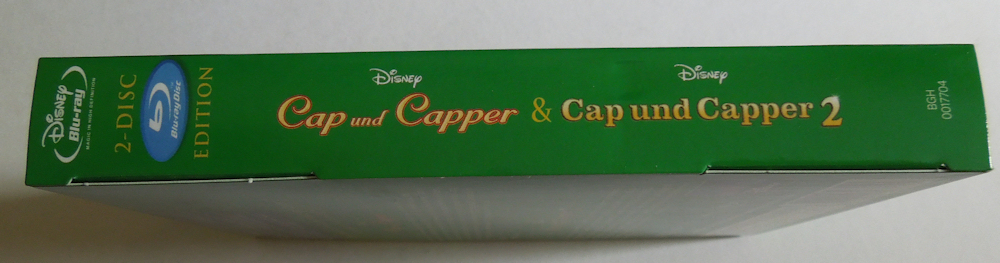 Disney
Blu-ray
MAGIC IN HIGH DEFINITION
2-DISC
Blu-ray Disc
EDITION
Disney
Cap und Capper
&
Disney
Cap und Capper 2
BGH
0017704